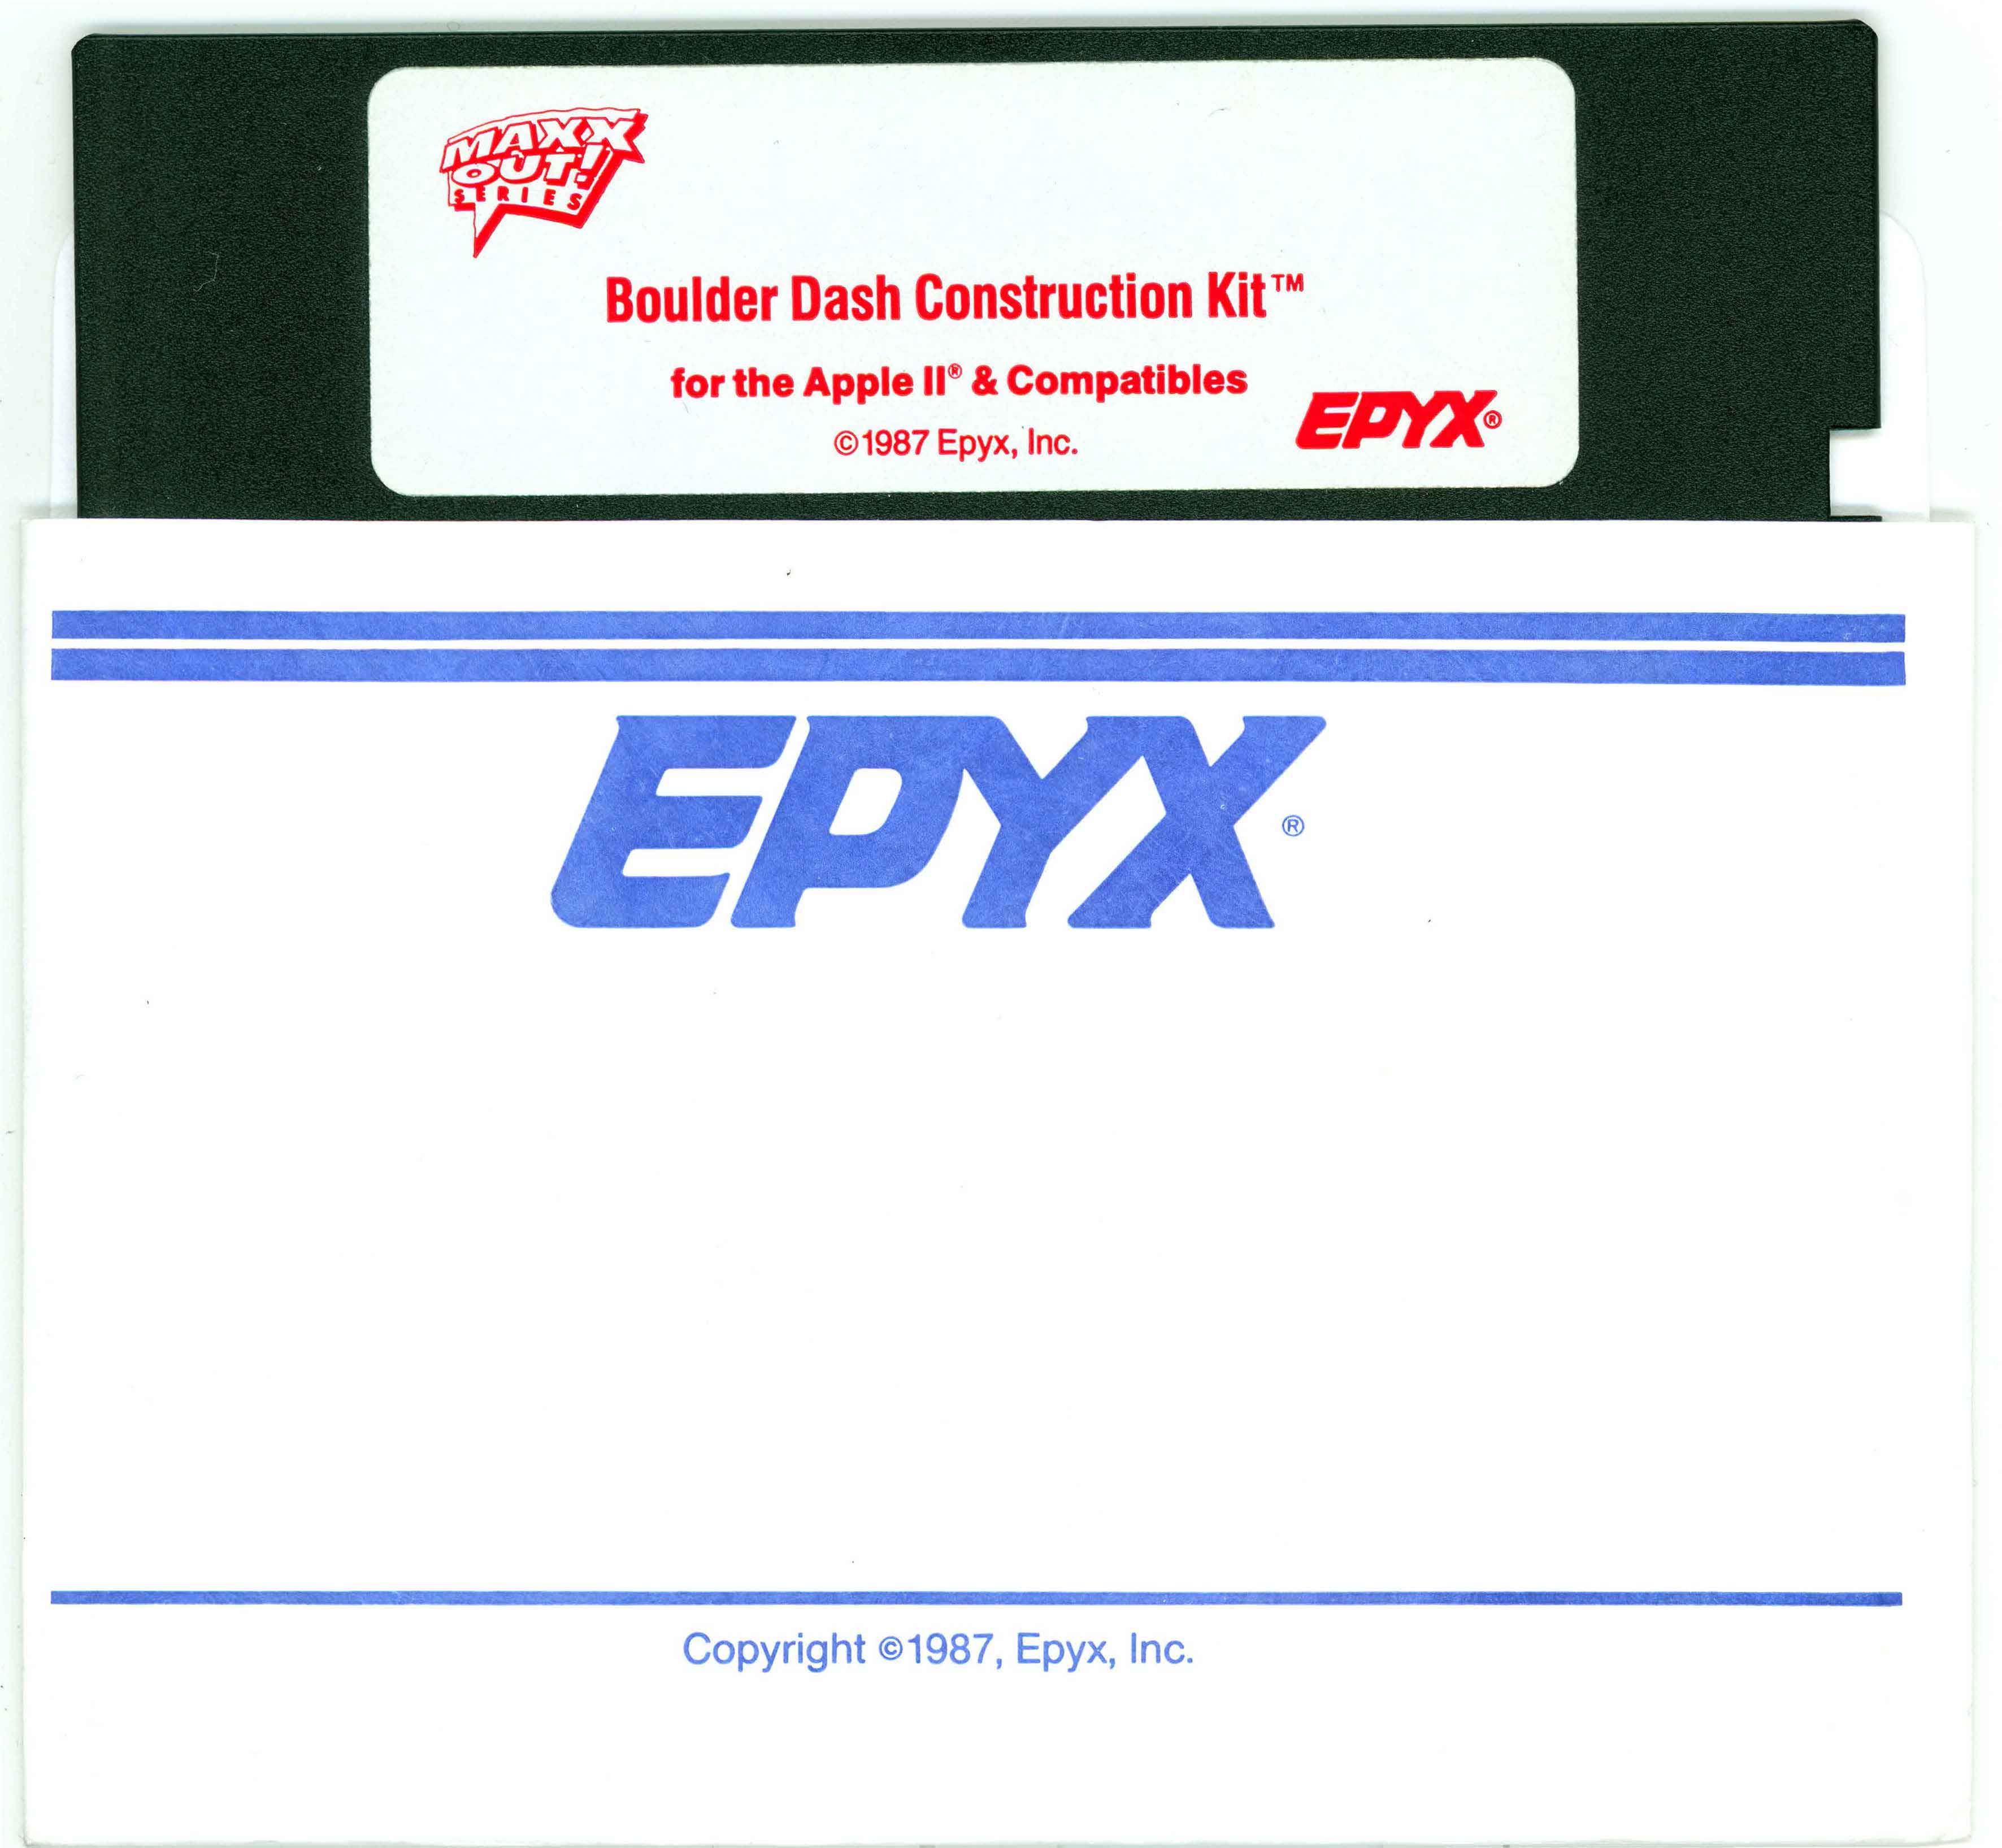 MAXX
OUT!
SERIES
Boulder Dash Construction Kit™
for the Apple II® & Compatibles
©1987 Epyx, Inc.
EPYX®
EPYX®
Copyright ©1987, Epyx, Inc.